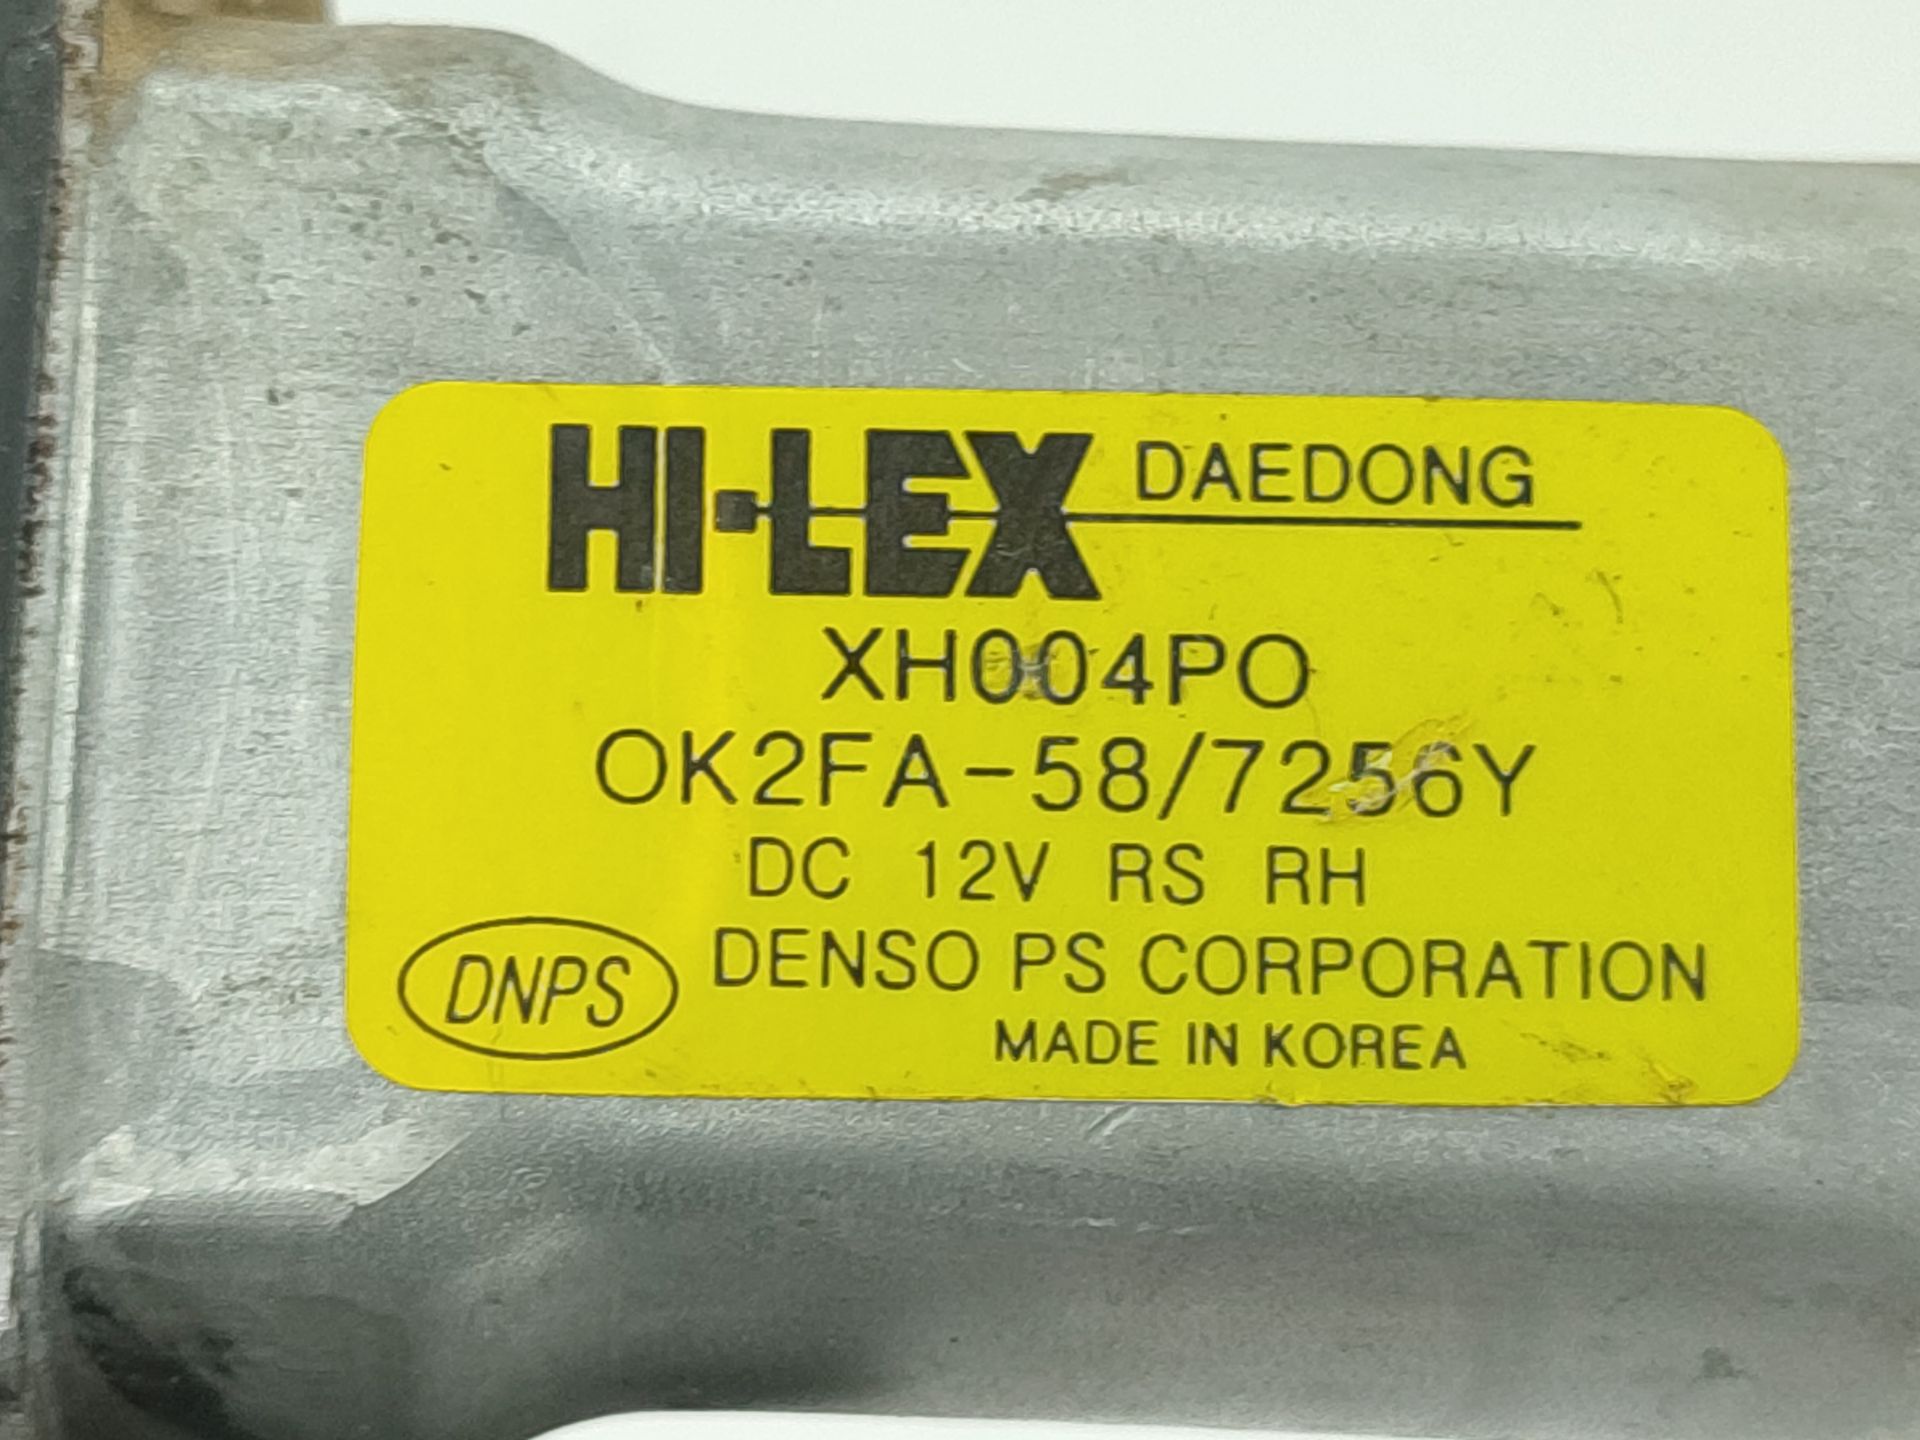 HI-LEX DAEDONG
XH004PO
OK2FA-58/7256Y
DC 12V RS RH
DNPS DENSO PS CORPORATION
MADE IN KOREA